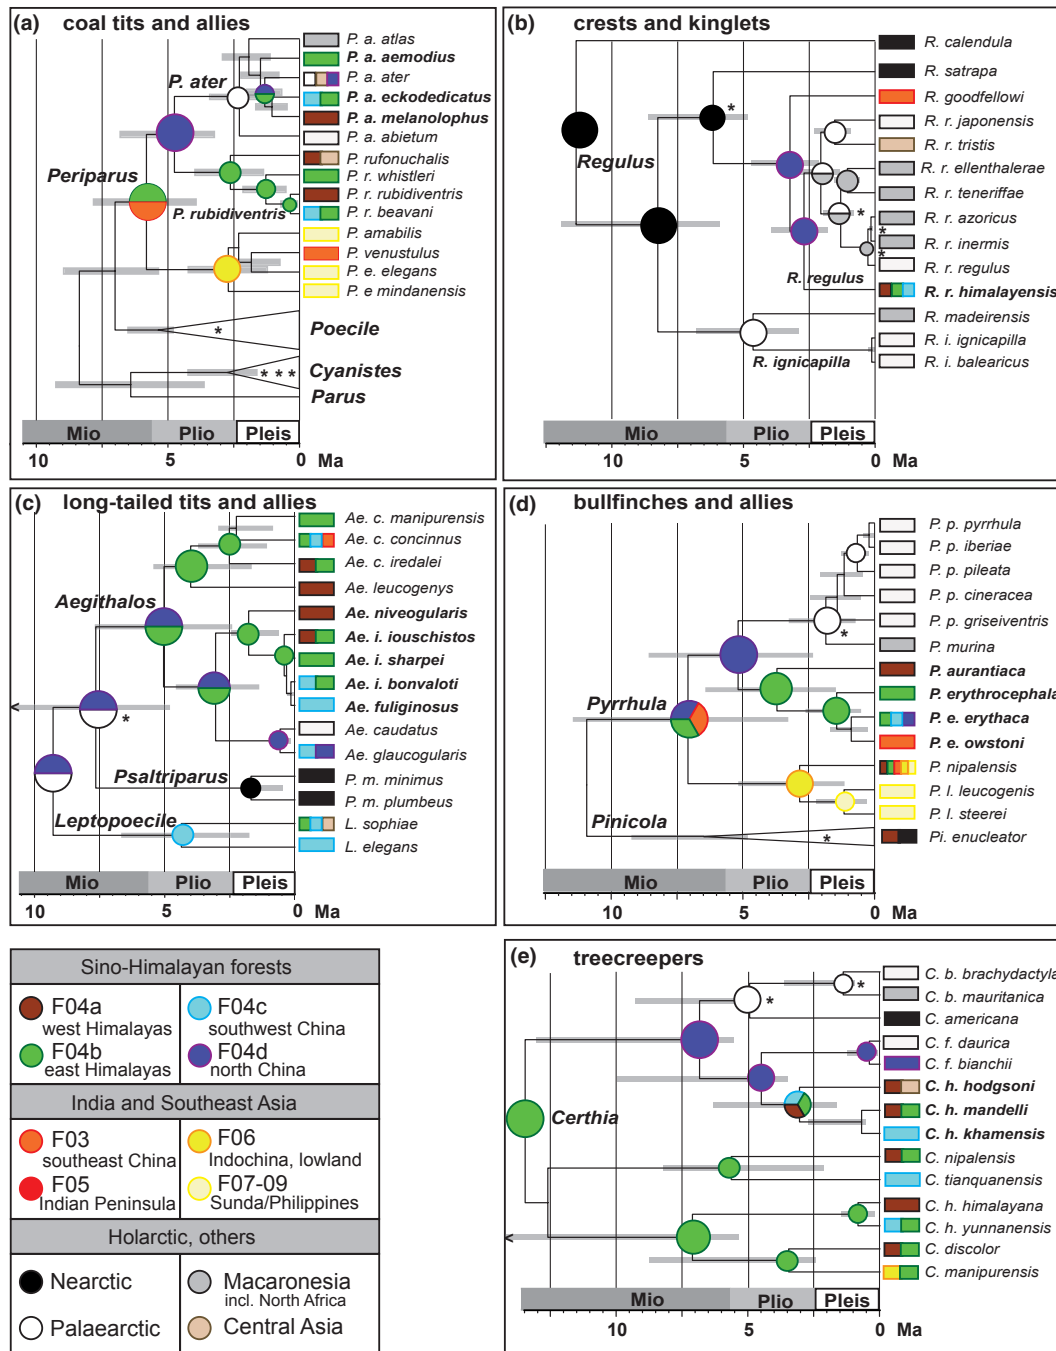 (a) coal tits and allies
P. a. atlas
P. a. aemodius
P. a. ater
P. a. eckodedicatus
P. a. melanolophus
P. a. abietum
P. rufonuchalis
P. r. whistleri
P. r. rubidiventris
P. r. beavani
P. amabilis
P. venustulus
P. e. elegans
P. e mindanensis
P. ater
Periparus
P. rubidiventris
*
Poecile
* * *
Cyanistes
Parus
Mio Plio Pleis
10 5 0 Ma
(b) crests and kinglets
R. calendula
R. satrapa
R. goodfellowi
R. r. japonensis
R. r. tristis
R. r. ellenthalerae
R. r. teneriffae
R. r. azoricus
R. r. inermis
R. r. regulus
R. r. himalayensis
R. madeirensis
R. i. ignicapilla
R. i. balearicus
*
Regulus
*
*
*
R. regulus
R. ignicapilla
Mio Plio Pleis
10 5 0 Ma
(c) long-tailed tits and allies
Ae. c. manipurensis
Ae. c. concinnus
Ae. c. iredalei
Ae. leucogenys
Ae. niveogularis
Ae. i. iouschistos
Ae. i. sharpei
Ae. i. bonvaloti
Ae. fuliginosus
Ae. caudatus
Ae. glaucogularis
P. m. minimus
P. m. plumbeus
L. sophiae
L. elegans
Aegithalos
<
*
Psaltriparus
Leptopoecile
Mio Plio Pleis
10 5 0 Ma
(d) bullfinches and allies
P. p. pyrrhula
P. p. iberiae
P. p. pileata
P. p. cineracea
P. p. griseiventris
P. murina
P. aurantiaca
P. erythrocephala
P. e. erythaca
P. e. owstoni
P. nipalensis
P. l. leucogenis
P. l. steerei
Pi. enucleator
*
Pyrrhula
Pinicola
*
Mio Plio Pleis
10 5 0 Ma
Sino-Himalayan forests
F04a
west Himalayas
F04b
east Himalayas
F04c
southwest China
F04d
north China
India and Southeast Asia
F03
southeast China
F05
Indian Peninsula
F06
Indochina, lowland
F07-09
Sunda/Philippines
Holarctic, others
Nearctic
Palaearctic
Macaronesia
incl. North Africa
Central Asia
(e) treecreepers
C. b. brachydactyla
C. b. mauritanica
C. americana
C. f. daurica
C. f. bianchii
C. h. hodgsoni
C. h. mandelli
C. h. khamensis
C. nipalensis
C. tianquanensis
C. h. himalayana
C. h. yunnanensis
C. discolor
C. manipurensis
*
*
Certhia
<
Mio Plio Pleis
10 5 0 Ma